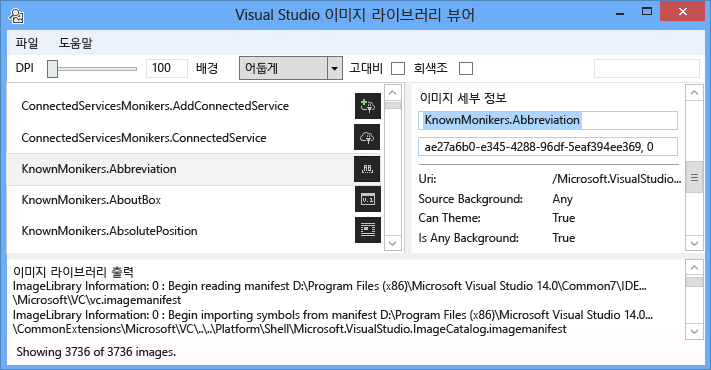 Visual Studio 이미지 라이브러리 뷰어
파일 도움말
DPI 100 배경 어둡게 고대비 회색조
ConnectedServicesMonikers.AddConnectedService
ConnectedServicesMonikers.ConnectedService
KnownMonikers.Abbreviation
KnownMonikers.AboutBox
KnownMonikers.AbsolutePosition
이미지 세부 정보
KnownMonikers.Abbreviation
ae27a6b0-e345-4288-96df-5eaf394ee369, 0
Uri: /Microsoft.VisualStudio...
Source Background: Any
Can Theme: True
Is Any Background: True
이미지 라이브러리 출력
ImageLibrary Information: 0 : Begin reading manifest D:\Program Files (x86)\Microsoft Visual Studio 14.0\Common7\IDE...
\Microsoft\VC\vc.imagemanifest
ImageLibrary Information: 0 : Begin importing symbols from manifest D:\Program Files (x86)\Microsoft Visual Studio 14.0...
\CommonExtensions\Microsoft\VC\..\..\Platform\Shell\Microsoft.VisualStudio.ImageCatalog.imagemanifest
Showing 3736 of 3736 images.